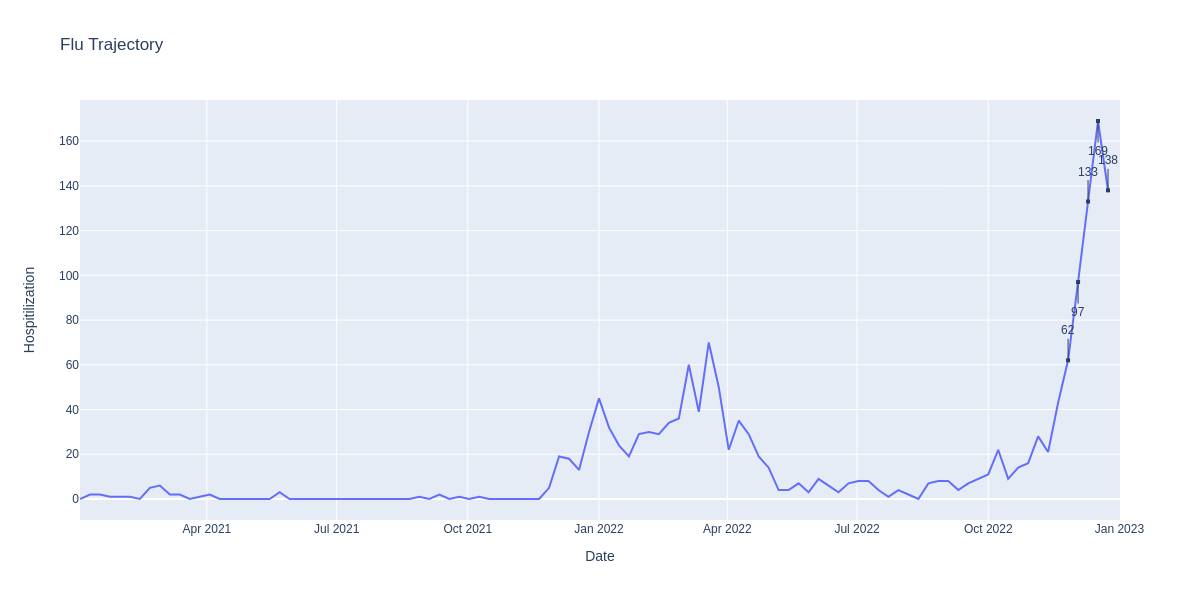 Flu Trajectory
160
140
120
100
80
60
40
20
0
Hospitilization
169
138
133
97
62
Apr 2021
Jul 2021
Oct 2021
Jan 2022
Apr 2022
Jul 2022
Oct 2022
Jan 2023
Date